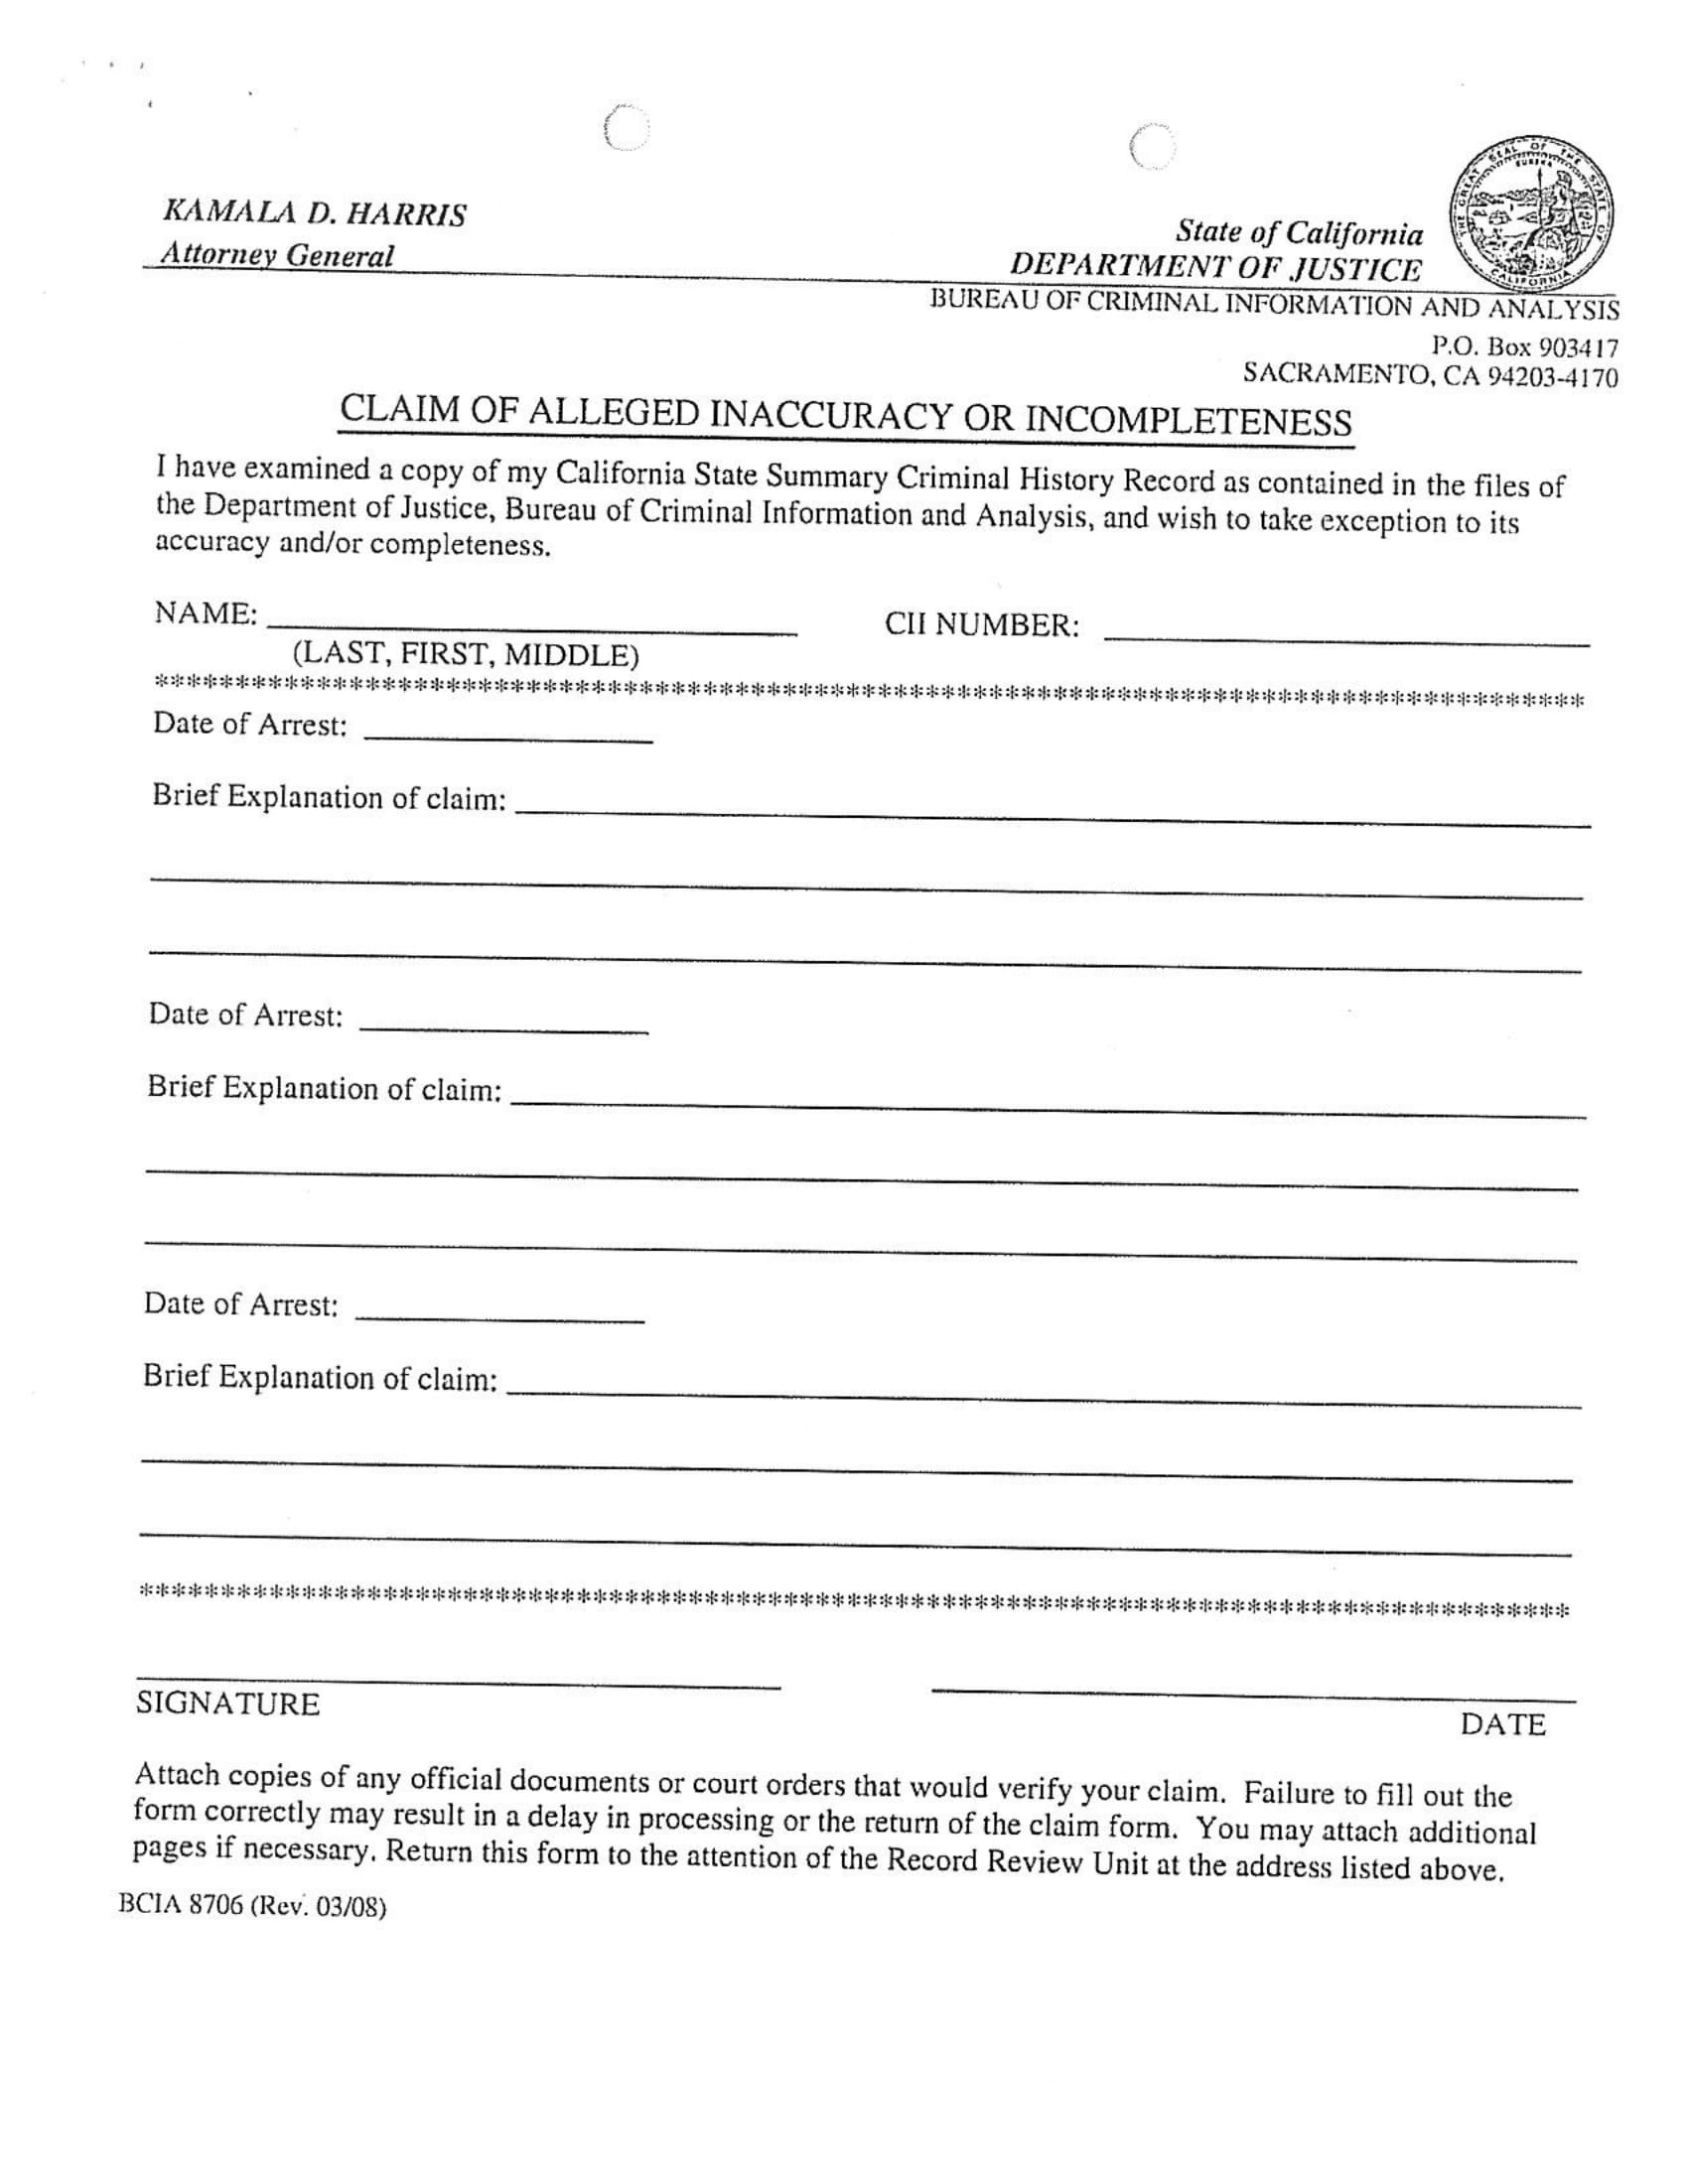 KAMALA D. HARRIS
Attorney General
State of California
DEPARTMENT OF JUSTICE
THE GREAT SEAL OF THE STATE OF CALIFORNIA
EUREKA
BUREAU OF CRIMINAL INFORMATION AND ANALYSIS
P.O. Box 903417
SACRAMENTO, CA 94203-4170
CLAIM OF ALLEGED INACCURACY OR INCOMPLETENESS
I have examined a copy of my California State Summary Criminal History Record as contained in the files of
the Department of Justice, Bureau of Criminal Information and Analysis, and wish to take exception to its
accuracy and/or completeness.
NAME: CII NUMBER:
(LAST, FIRST, MIDDLE)
Date of Arrest:
Brief Explanation of claim:
Date of Arrest:
Brief Explanation of claim:
Date of Arrest:
Brief Explanation of claim:
SIGNATURE
DATE
Attach copies of any official documents or court orders that would verify your claim. Failure to fill out the
form correctly may result in a delay in processing or the return of the claim form. You may attach additional
pages if necessary. Return this form to the attention of the Record Review Unit at the address listed above.
BCIA 8706 (Rev. 03/08)